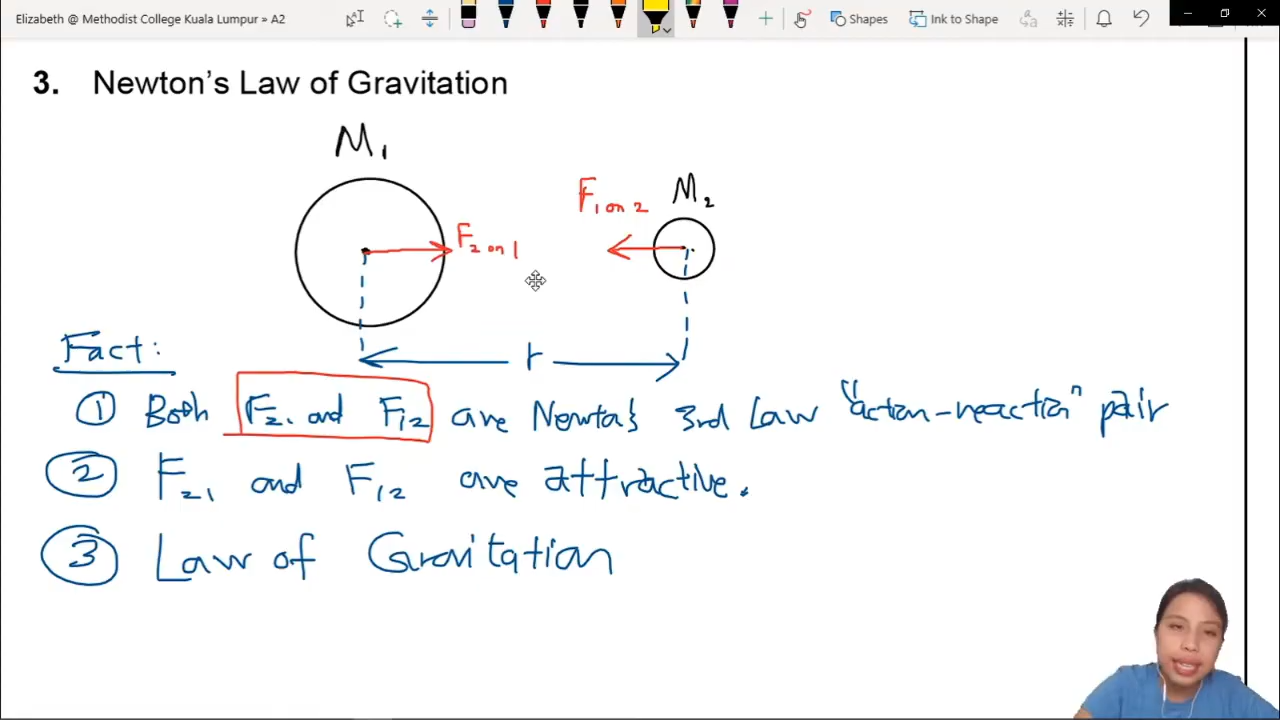 Elizabeth @ Methodist College Kuala Lumpur » A2
Shapes
Ink to Shape
3. Newton's Law of Gravitation
M1
M2
F1 on 2
F2 on 1
r
Fact:
① Both F21 and F12 are Newton's 3rd Law "action-reaction" pair
② F21 and F12 are attractive.
③ Law of Gravitation